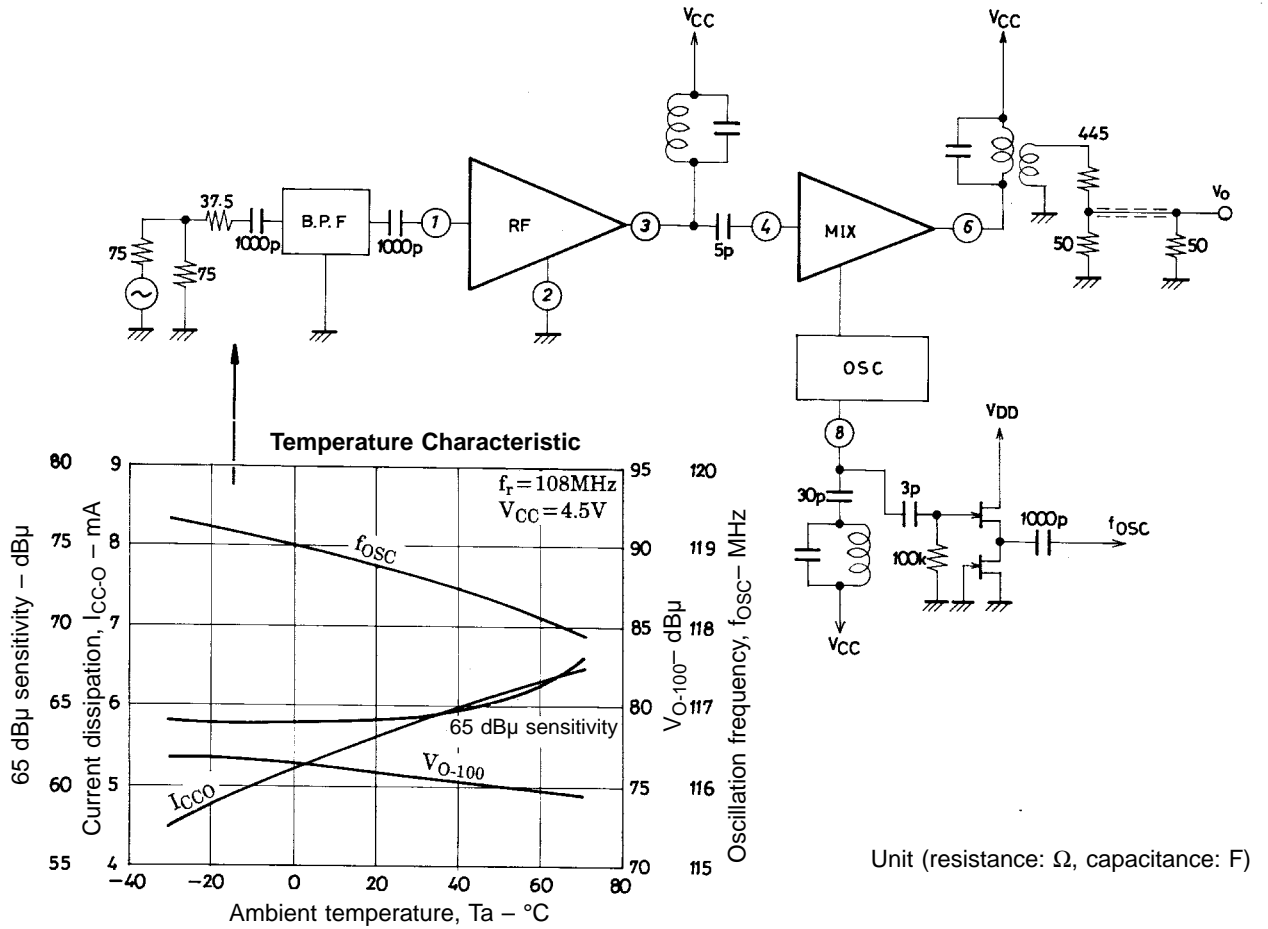 VCC
VCC
445
37.5
B.P.F
1
RF
3
4
MIX
6
VO
1000p
1000p
5p
75
75
50
50
2
OSC
8
VDD
30p
3p
1000p
fOSC
100k
VCC
Temperature Characteristic
fr=108MHz
VCC=4.5V
fOSC
65 dBμ sensitivity
VO-100
ICCO
65 dBμ sensitivity – dBμ
80
75
70
65
60
55
Current dissipation, ICC-O – mA
9
8
7
6
5
4
VO-100– dBμ
95
90
85
80
75
70
Oscillation frequency, fOSC– MHz
120
119
118
117
116
115
–40
–20
0
20
40
60
80
Ambient temperature, Ta – °C
Unit (resistance: Ω, capacitance: F)